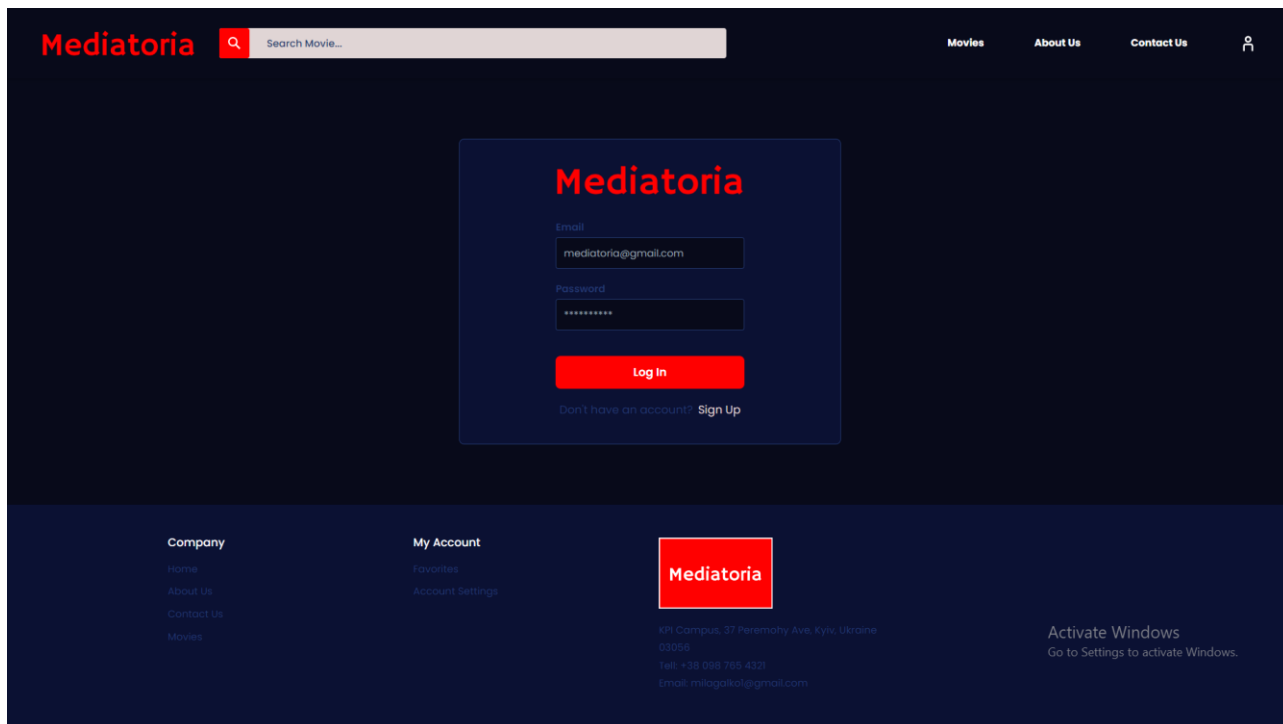 Mediatoria
Search Movie...
Movies
About Us
Contact Us
Mediatoria
Email
mediatoria@gmail.com
Password
**********
Log In
Don't have an account? Sign Up
Company
Home
About Us
Contact Us
Movies
My Account
Favorites
Account Settings
Mediatoria
KPI Campus, 37 Peremohy Ave, Kyiv, Ukraine
03056
Tell: +38 098 765 4321
Email: milagalkol@gmail.com
Activate Windows
Go to Settings to activate Windows.